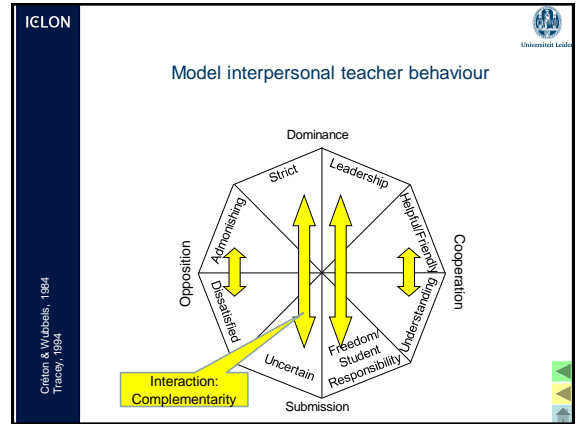 ICLON
Universiteit Leiden
Model interpersonal teacher behaviour
Dominance
Strict
Leadership
Admonishing
Helpful/Friendly
Opposition
Cooperation
Dissatisfied
Understanding
Uncertain
Freedom/
Student
Responsibility
Submission
Interaction:
Complementarity
Créton & Wubbels, 1984
Tracey, 1994